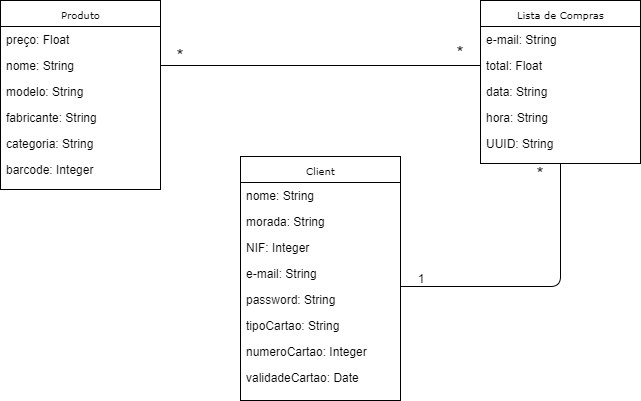 Produto
preço: Float
nome: String
modelo: String
fabricante: String
categoria: String
barcode: Integer
*
*
Lista de Compras
e-mail: String
total: Float
data: String
hora: String
UUID: String
*
1
Client
nome: String
morada: String
NIF: Integer
e-mail: String
password: String
tipoCartao: String
numeroCartao: Integer
validadeCartao: Date